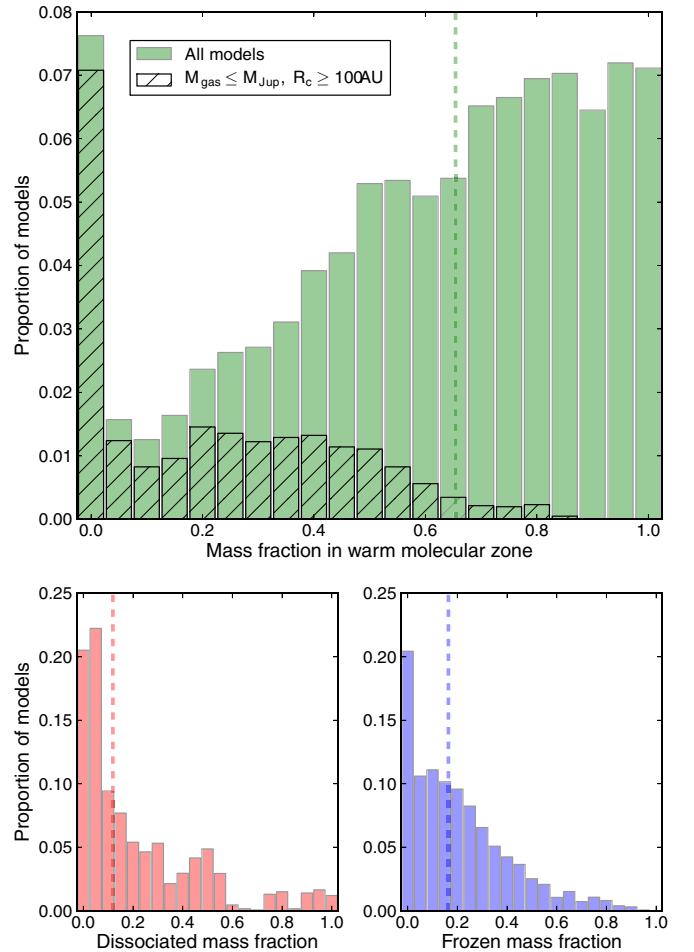 0.08
0.07
0.06
0.05
0.04
0.03
0.02
0.01
0.00
Proportion of models
All models
M_gas ≤ M_Jup, R_c ≥ 100AU
0.0 0.2 0.4 0.6 0.8 1.0
Mass fraction in warm molecular zone
0.25
0.20
0.15
0.10
0.05
0.00
Proportion of models
0.0 0.2 0.4 0.6 0.8 1.0
Dissociated mass fraction
0.25
0.20
0.15
0.10
0.05
0.00
0.0 0.2 0.4 0.6 0.8 1.0
Frozen mass fraction